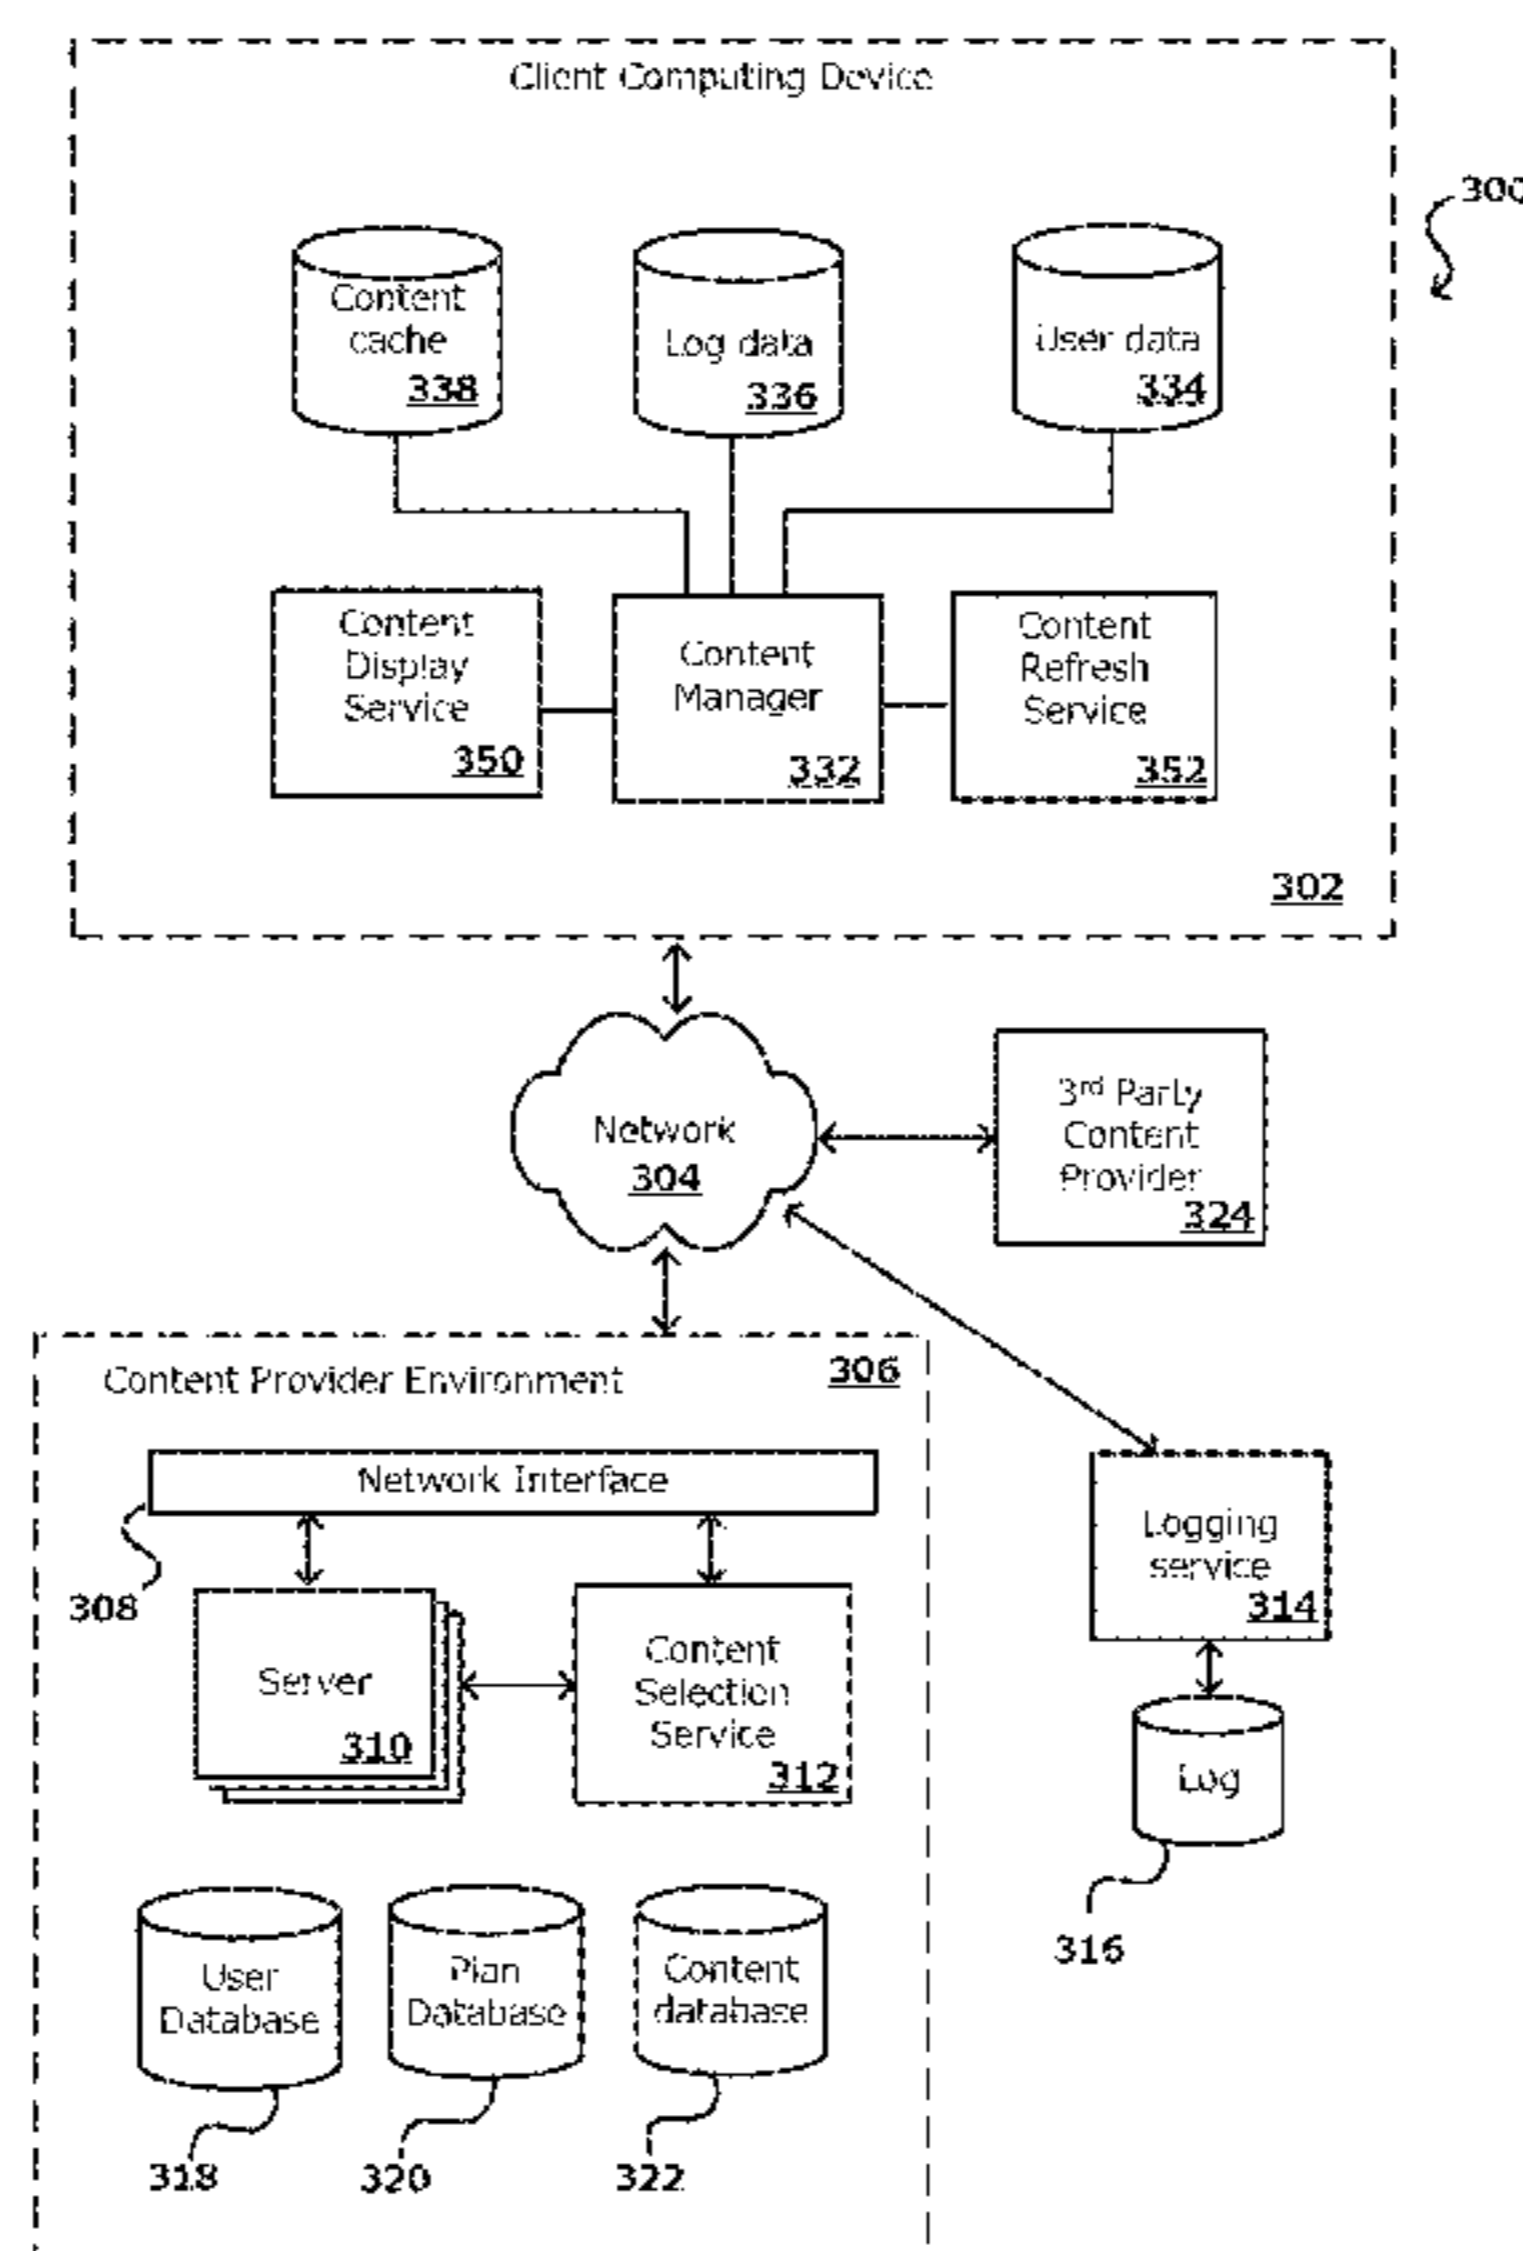 Client Computing Device
300
Content
cache
338
Log data
336
User data
334
Content
Display
Service
350
Content
Manager
332
Content
Refresh
Service
352
302
Network
304
3rd Party
Content
Provider
324
Content Provider Environment
306
Network Interface
308
Server
310
Content
Selection
Service
312
Logging
service
314
Log
316
User
Database
318
Plan
Database
320
Content
database
322